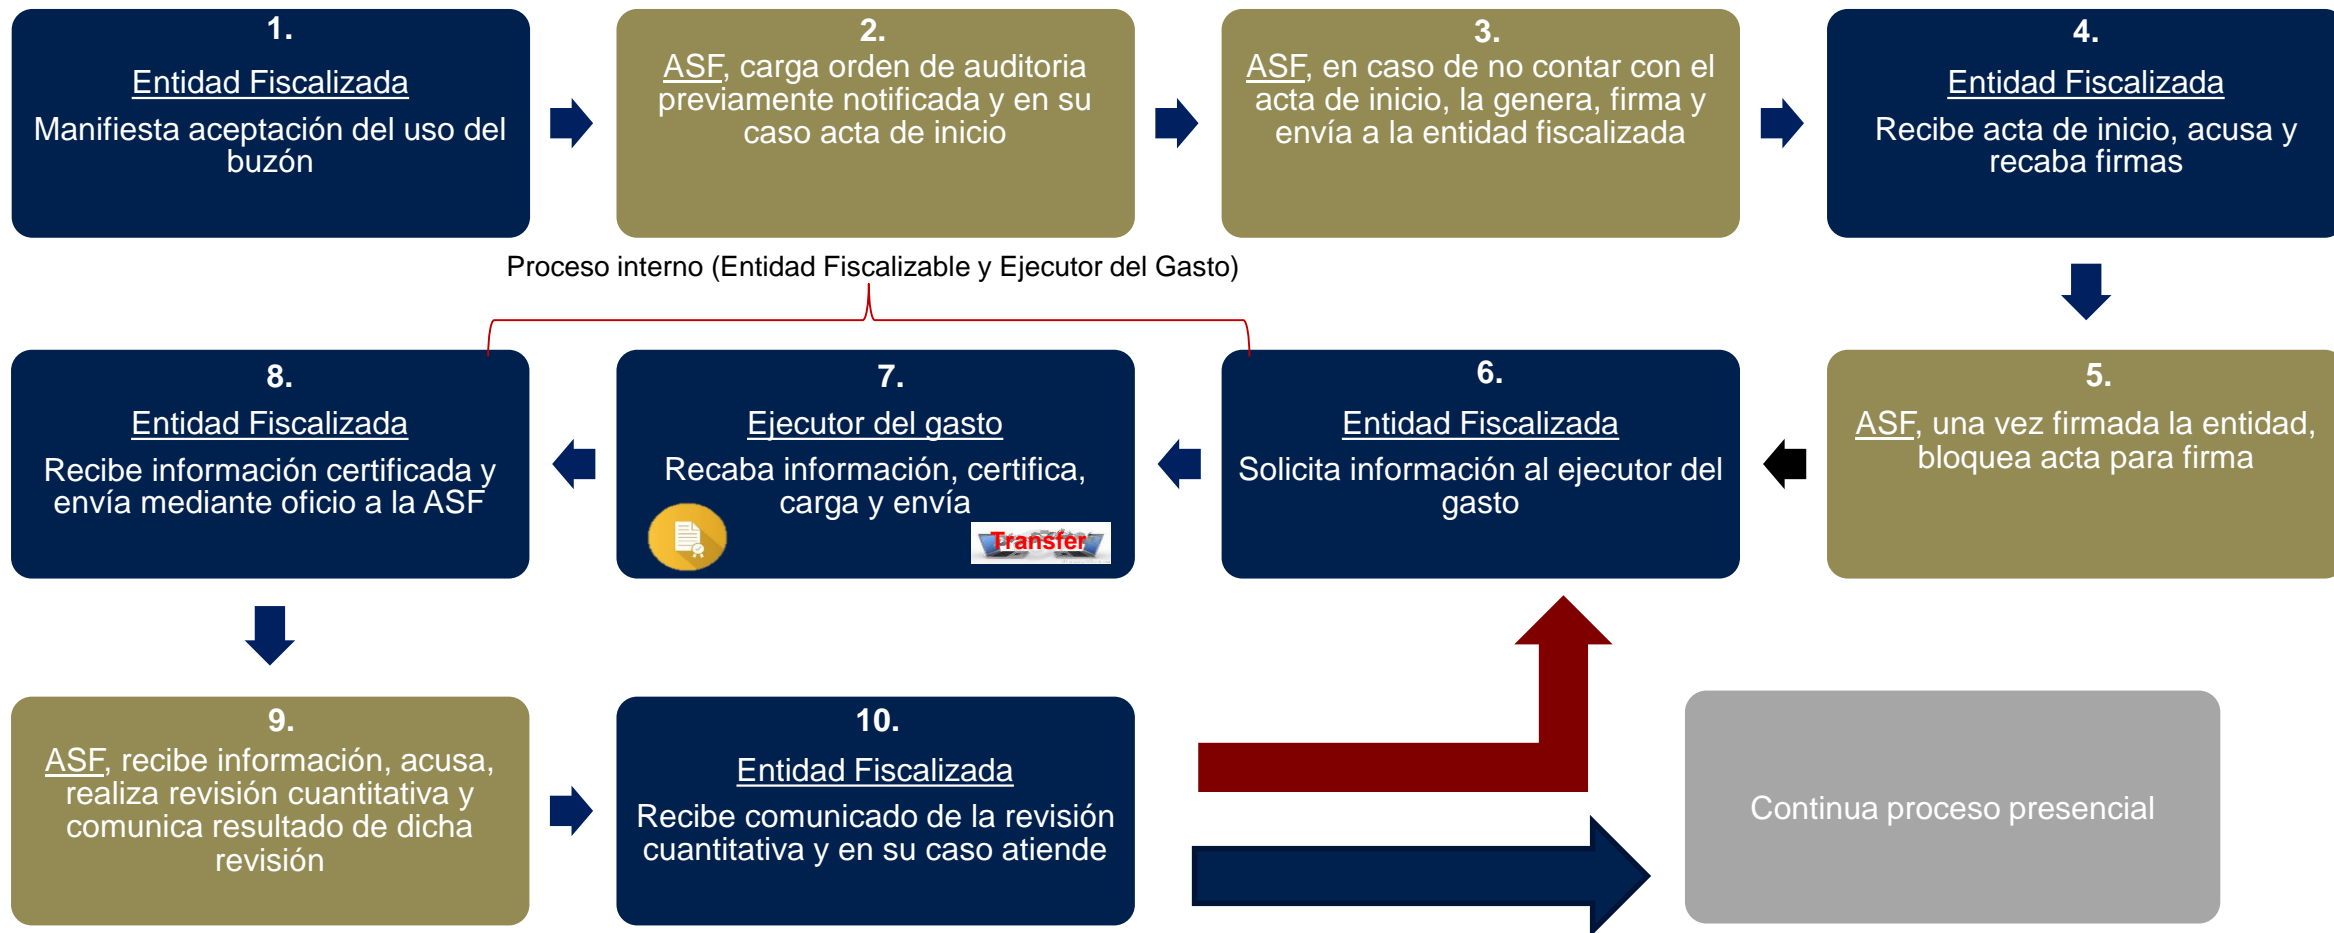 1.
Entidad Fiscalizada
Manifiesta aceptación del uso del
buzón
2.
ASF, carga orden de auditoria
previamente notificada y en su
caso acta de inicio
3.
ASF, en caso de no contar con el
acta de inicio, la genera, firma y
envía a la entidad fiscalizada
4.
Entidad Fiscalizada
Recibe acta de inicio, acusa y
recaba firmas
Proceso interno (Entidad Fiscalizable y Ejecutor del Gasto)
5.
ASF, una vez firmada la entidad,
bloquea acta para firma
6.
Entidad Fiscalizada
Solicita información al ejecutor del
gasto
7.
Ejecutor del gasto
Recaba información, certifica,
carga y envía
Transfer
8.
Entidad Fiscalizada
Recibe información certificada y
envía mediante oficio a la ASF
9.
ASF, recibe información, acusa,
realiza revisión cuantitativa y
comunica resultado de dicha
revisión
10.
Entidad Fiscalizada
Recibe comunicado de la revisión
cuantitativa y en su caso atiende
Continua proceso presencial